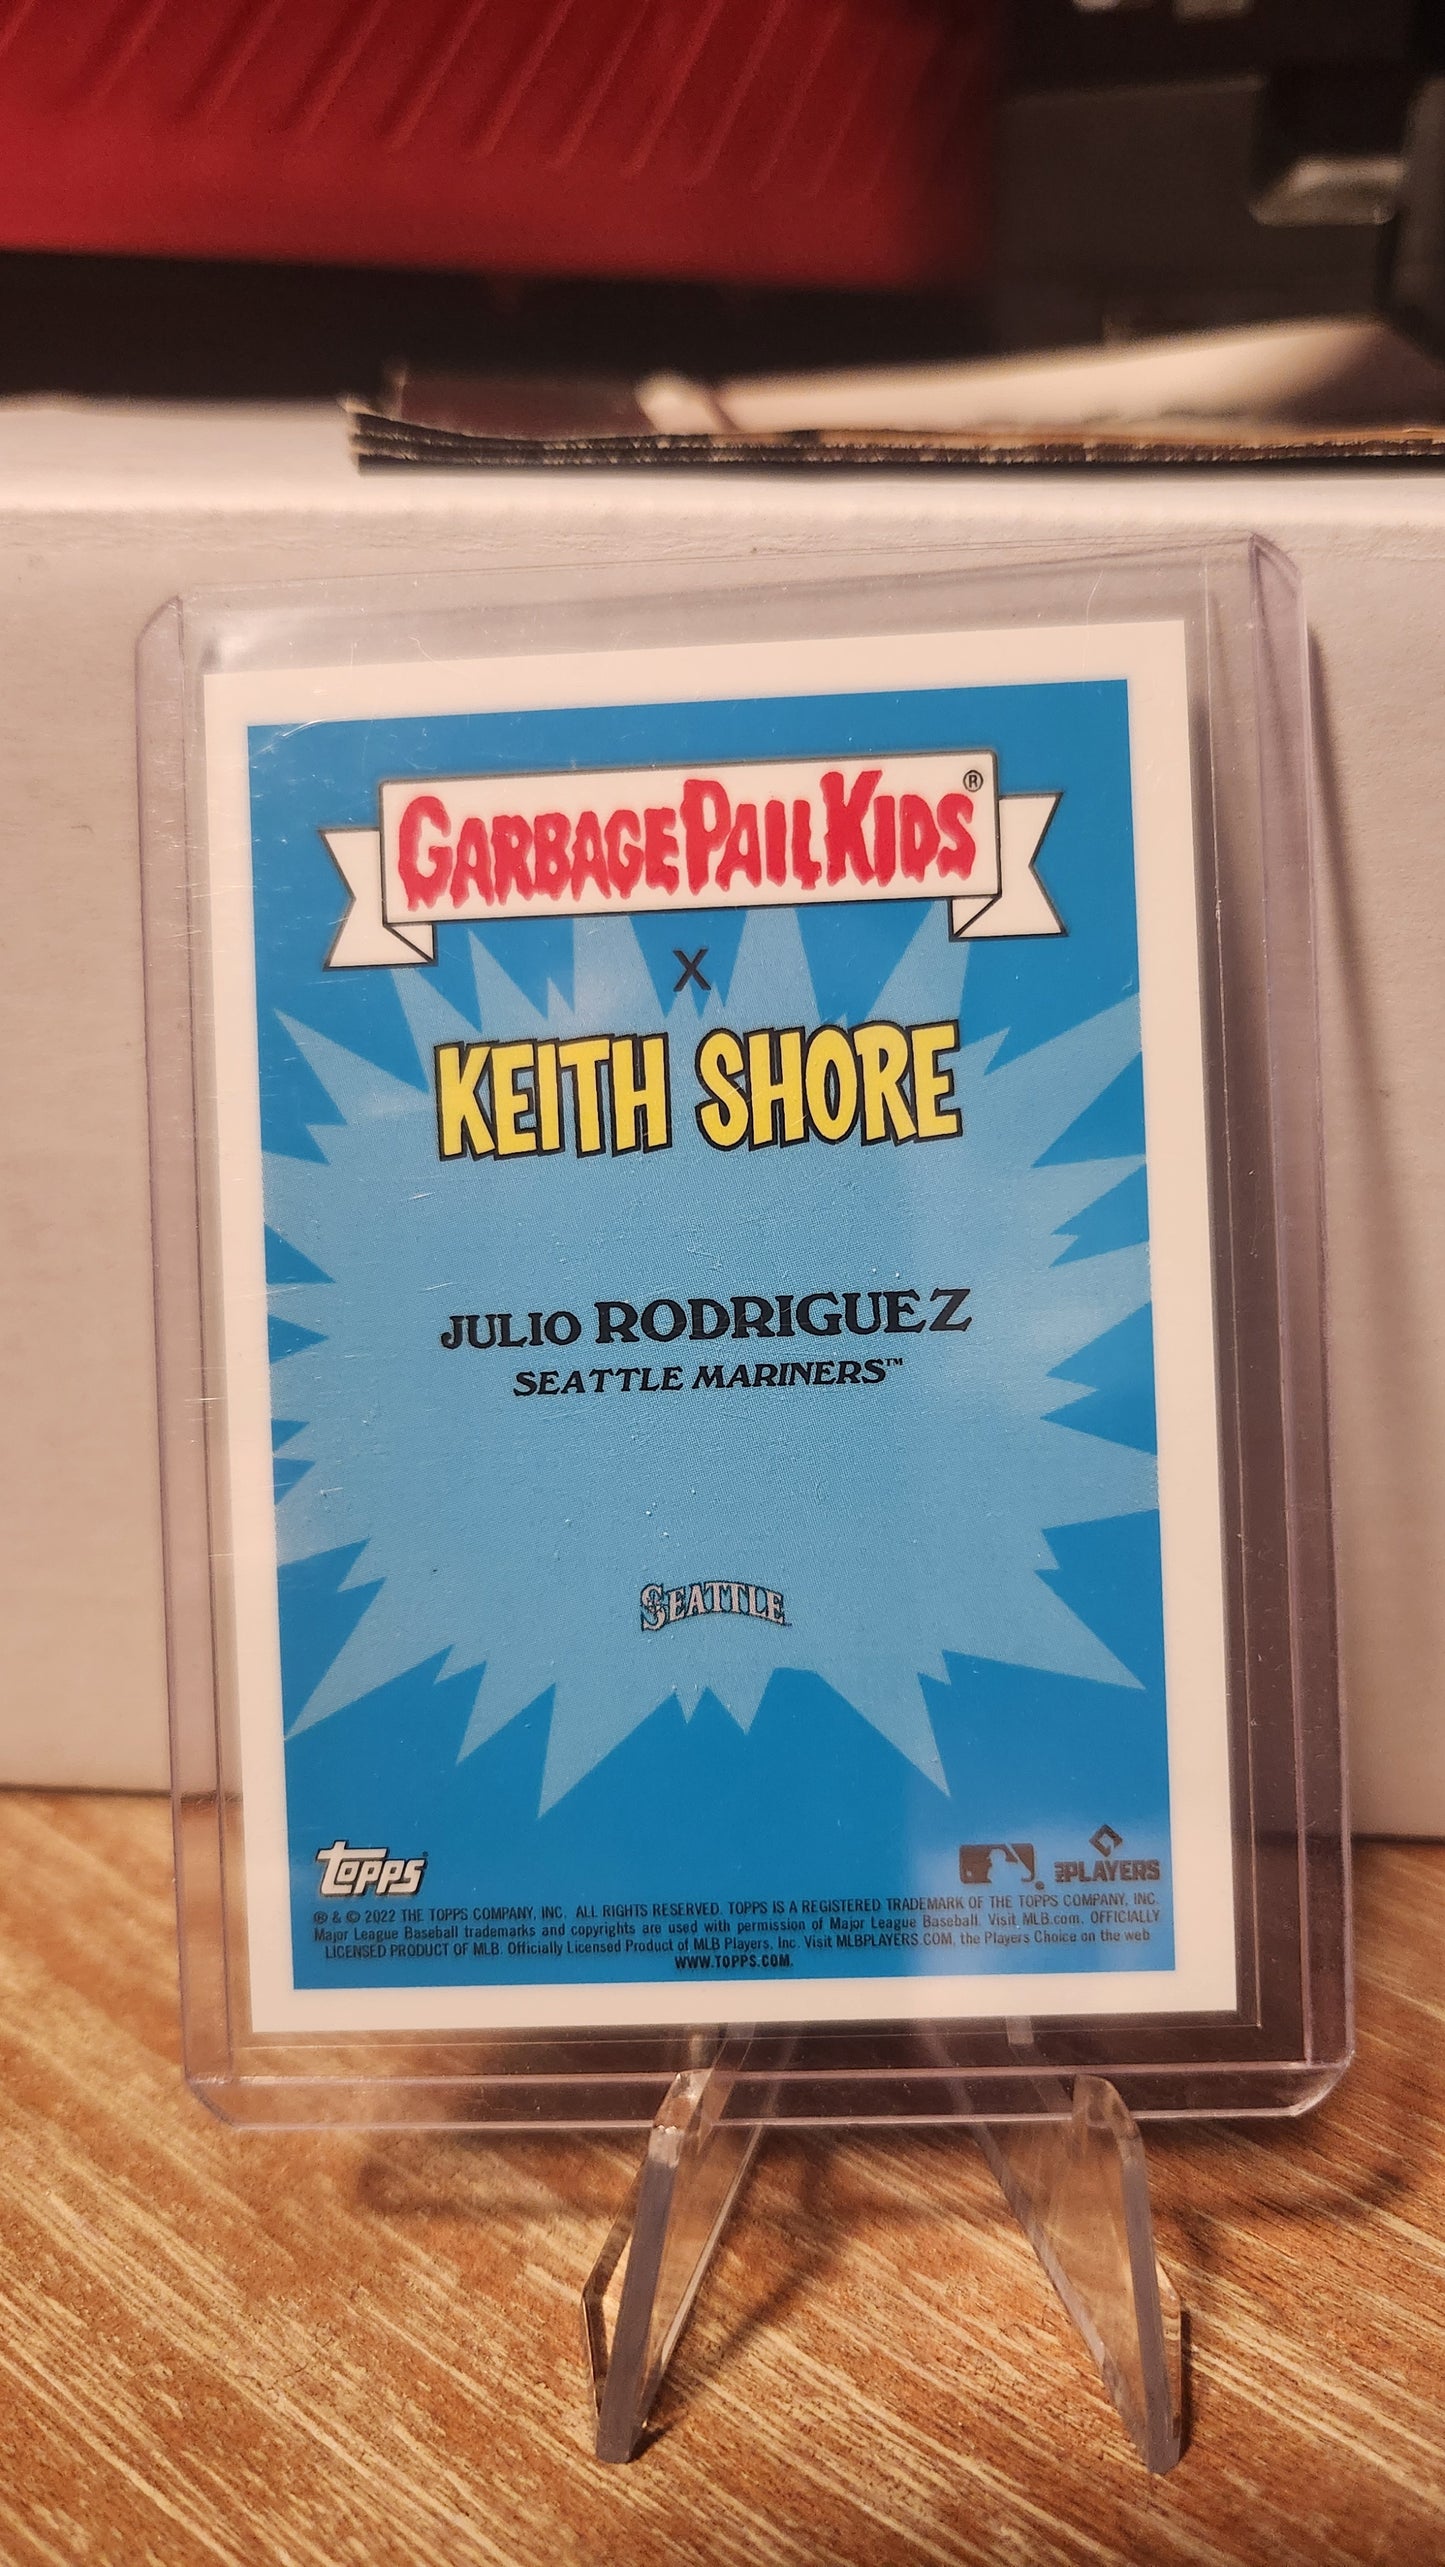 GARBAGE PAIL KIDS®
X
KEITH SHORE
JULIO RODRIGUEZ
SEATTLE MARINERS™
SEATTLE
topps
MLB PLAYERS
® & © 2022 THE TOPPS COMPANY, INC. ALL RIGHTS RESERVED. TOPPS IS A REGISTERED TRADEMARK OF THE TOPPS COMPANY, INC.
Major League Baseball trademarks and copyrights are used with permission of Major League Baseball. Visit MLB.com. OFFICIALLY
LICENSED PRODUCT OF MLB. Officially Licensed Product of MLB Players, Inc. Visit MLBPLAYERS.COM, the Players Choice on the web
WWW.TOPPS.COM.